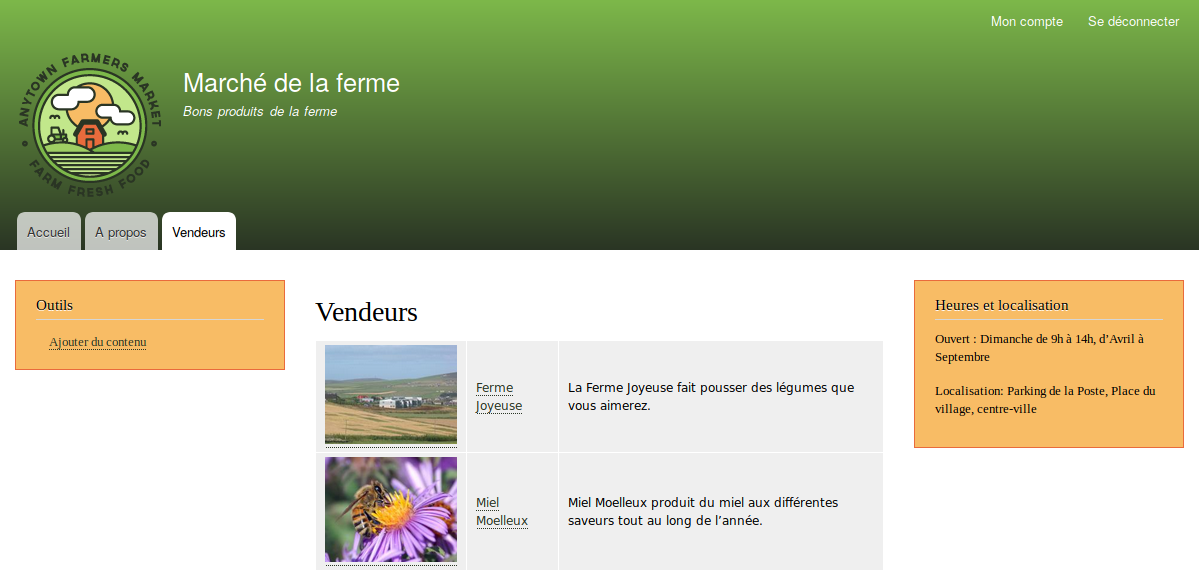 Mon compte
Se déconnecter
ANYTOWN FARMERS MARKET
FARM FRESH FOOD
Marché de la ferme
Bons produits de la ferme
Accueil
A propos
Vendeurs
Outils
Ajouter du contenu
Vendeurs
Ferme
Joyeuse
La Ferme Joyeuse fait pousser des légumes que
vous aimerez.
Miel
Moelleux
Miel Moelleux produit du miel aux différentes
saveurs tout au long de l’année.
Heures et localisation
Ouvert : Dimanche de 9h à 14h, d’Avril à
Septembre
Localisation: Parking de la Poste, Place du
village, centre-ville